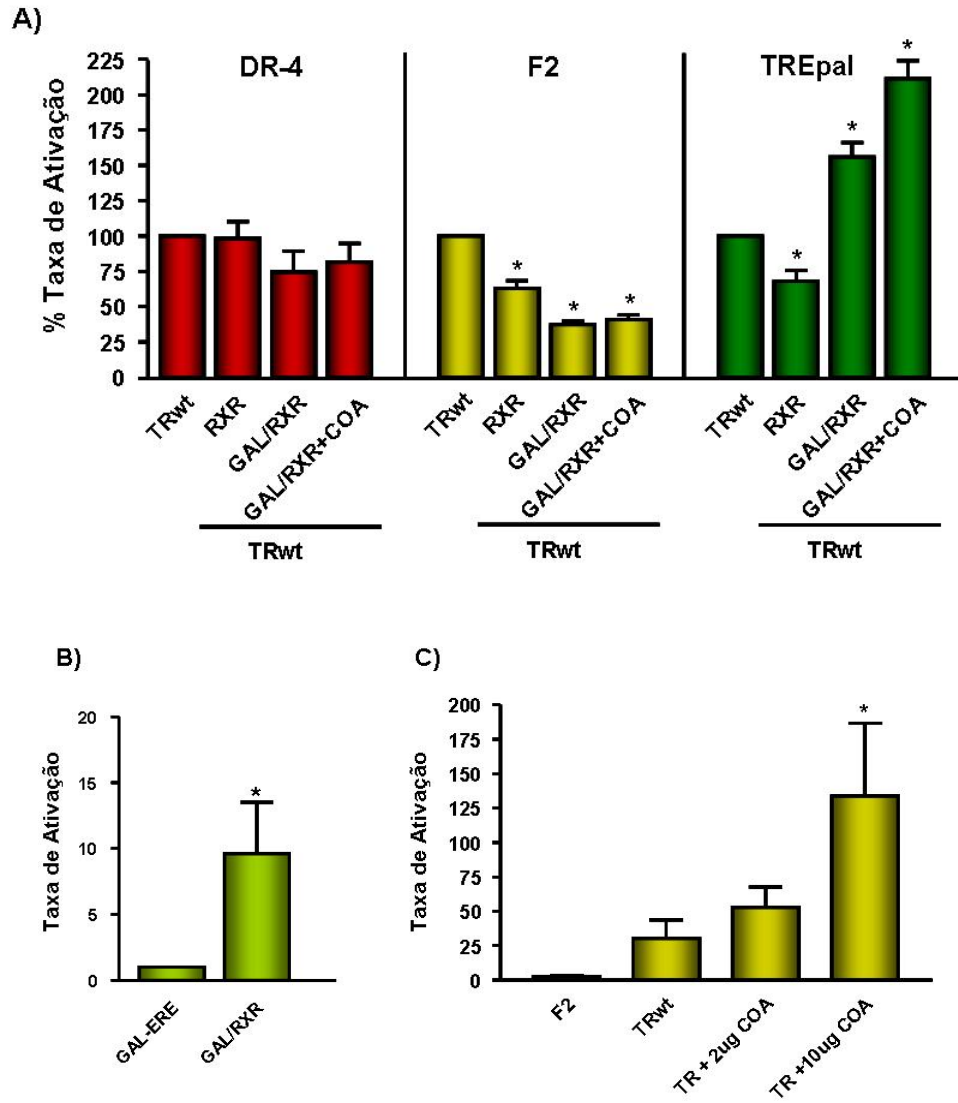 A)
DR-4
F2
TREpal
% Taxa de Ativação
225
200
175
150
125
100
75
50
25
0
* * * * * *
TRwt
RXR
GAL/RXR
GAL/RXR+COA
TRwt
TRwt
RXR
GAL/RXR
GAL/RXR+COA
TRwt
TRwt
RXR
GAL/RXR
GAL/RXR+COA
TRwt
B)
Taxa de Ativação
20
15
10
5
0
*
GAL-ERE
GAL/RXR
C)
Taxa de Ativação
200
175
150
125
100
75
50
25
0
*
F2
TRwt
TR + 2ug COA
TR +10ug COA